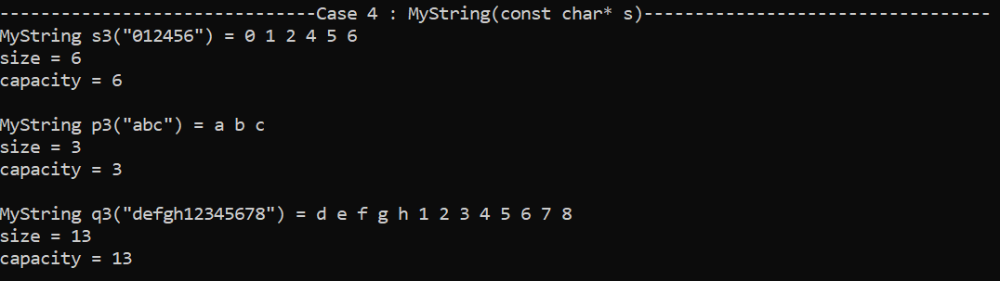 -------------------------------Case 4 : MyString(const char* s)----------------------------------
MyString s3("012456") = 0 1 2 4 5 6
size = 6
capacity = 6
MyString p3("abc") = a b c
size = 3
capacity = 3
MyString q3("defgh12345678") = d e f g h 1 2 3 4 5 6 7 8
size = 13
capacity = 13